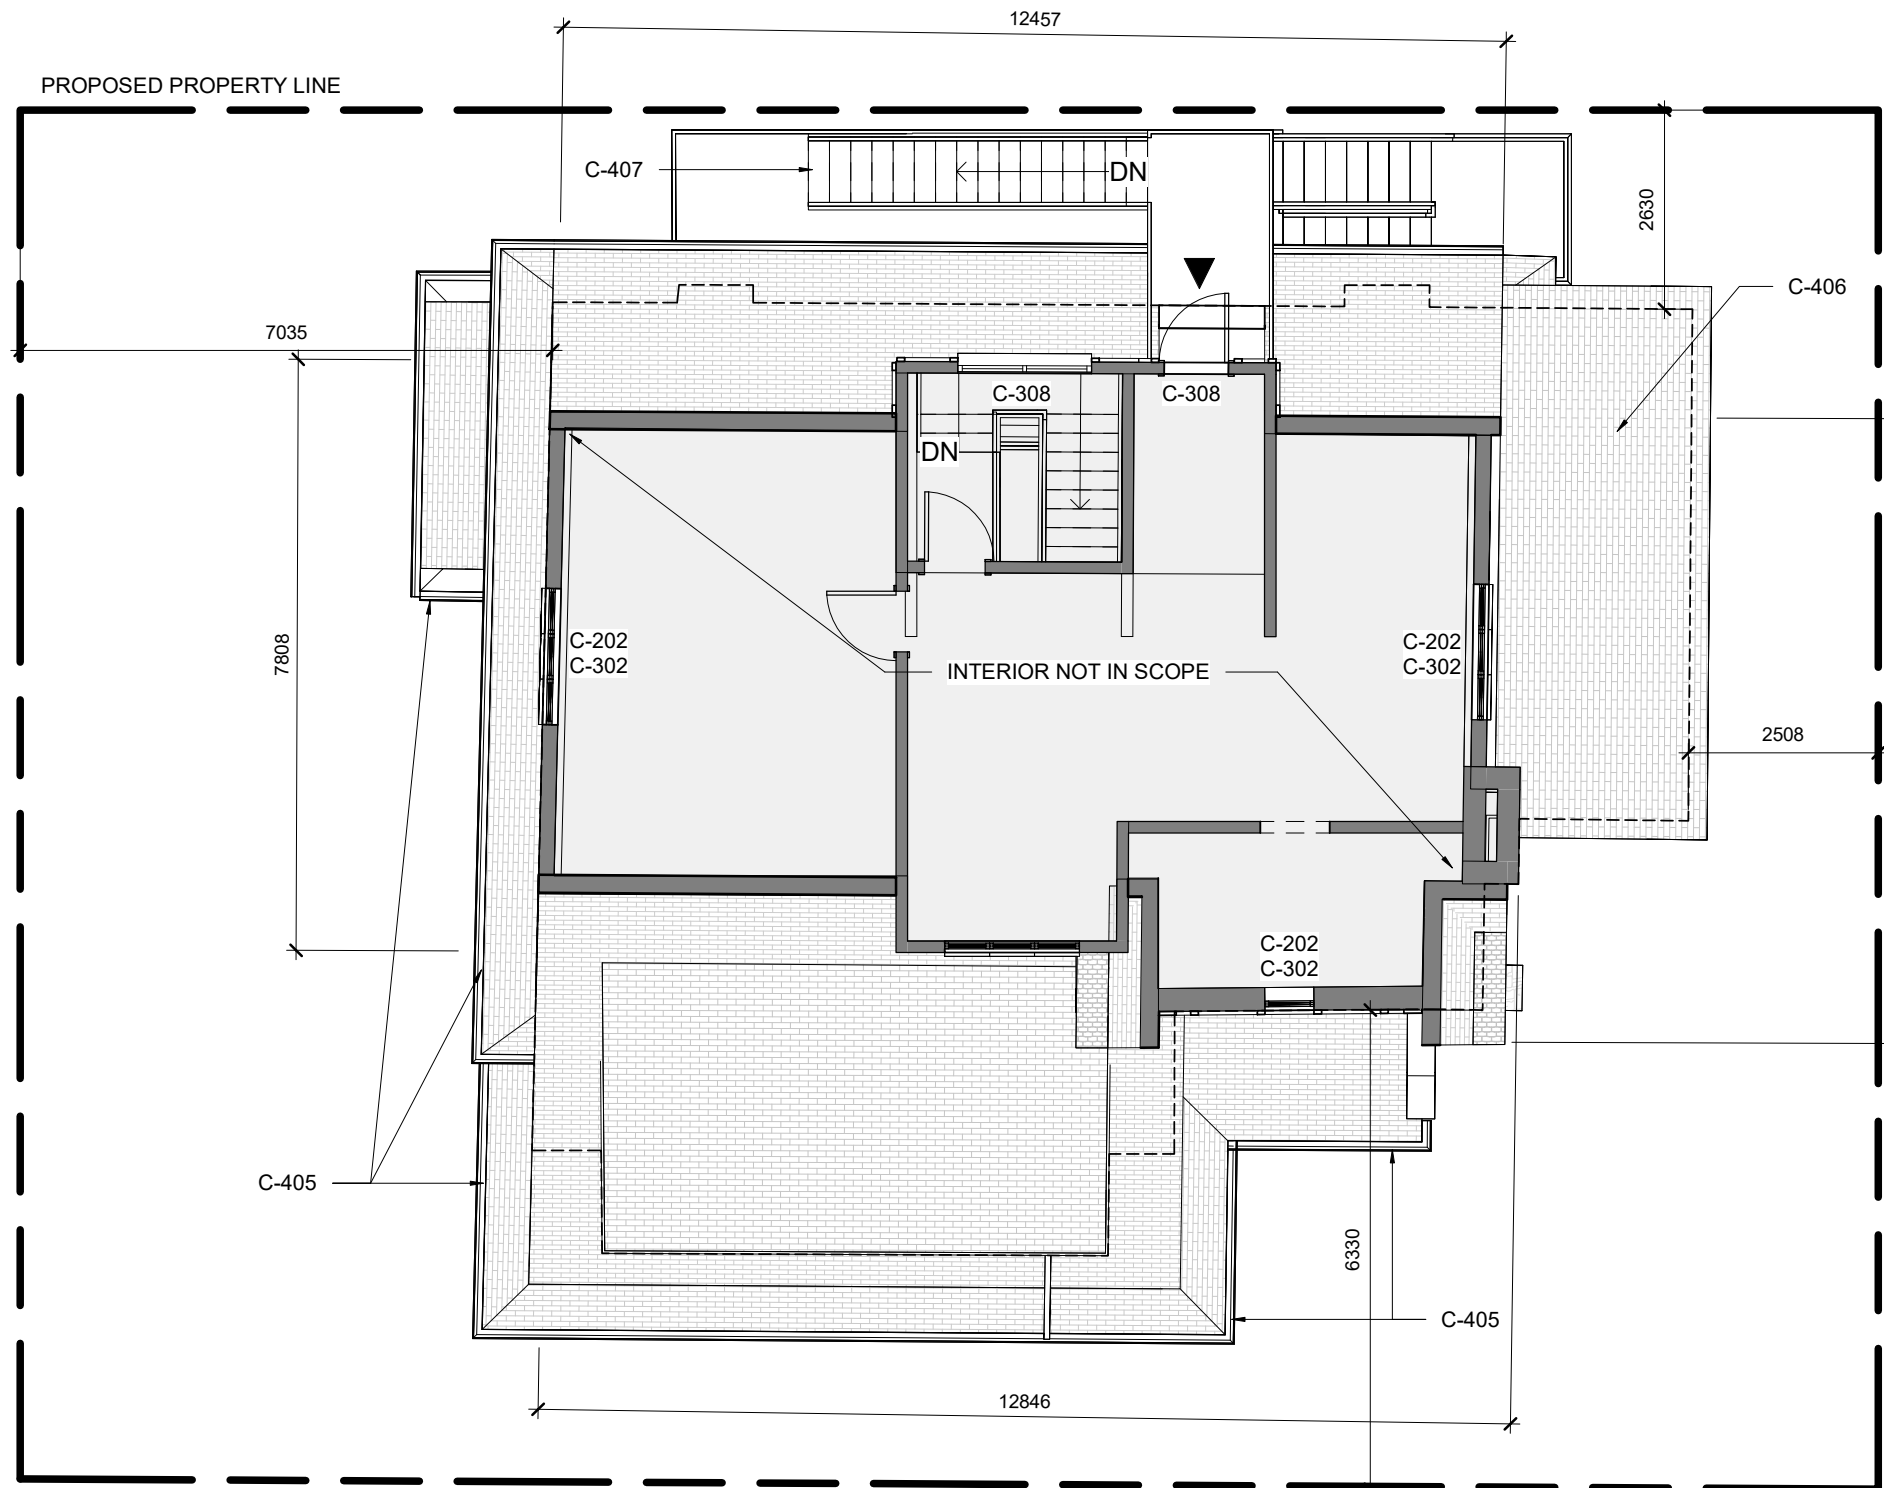 12457
PROPOSED PROPERTY LINE
C-407
DN
2630
C-406
7035
C-308
C-308
DN
7808
C-202
C-302
C-202
C-302
INTERIOR NOT IN SCOPE
2508
C-202
C-302
C-405
6330
C-405
12846